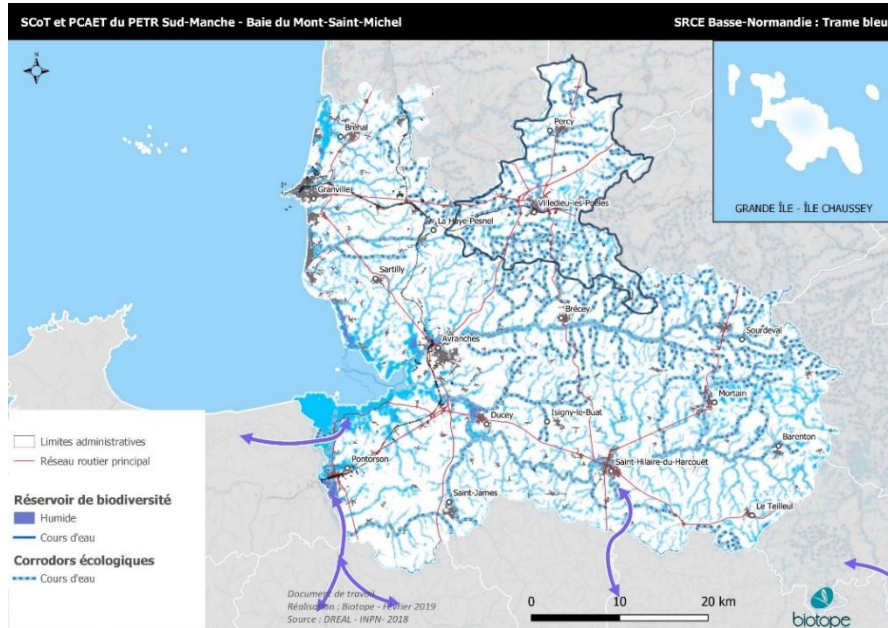 SCoT et PCAET du PETR Sud-Manche - Baie du Mont-Saint-Michel
SRCE Basse-Normandie : Trame bleu
N
GRANDE ÎLE - ÎLE CHAUSSEY
Percy
Bréhal
Granville
Villedieu-les-Poêles
La Haye-Pesnel
Sartilly
Brécey
Sourdeval
Avranches
Mortain
Ducey
Isigny-le-Buat
Barenton
Pontorson
Saint-Hilaire-du-Harcouët
Saint-James
Le Teilleul
Limites administratives
Réseau routier principal
Réservoir de biodiversité
Humide
Cours d'eau
Corrodors écologiques
Cours d'eau
Document de travail
Réalisation : Biotope - Février 2019
Source : DREAL - INPN- 2018
0 10 20 km
biotope